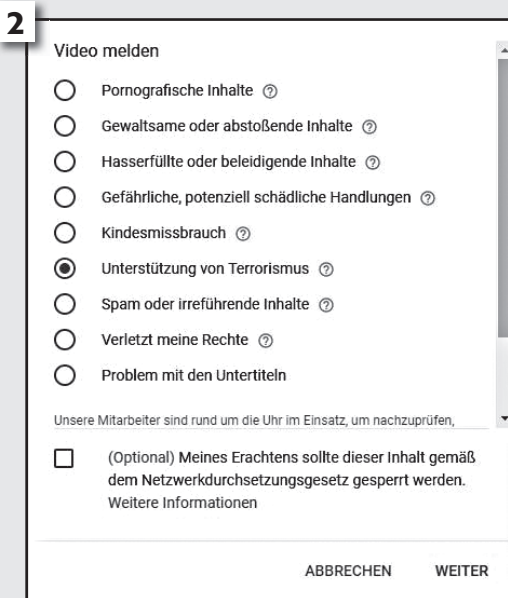 2
Video melden
Pornografische Inhalte
Gewaltsame oder abstoßende Inhalte
Hasserfüllte oder beleidigende Inhalte
Gefährliche, potenziell schädliche Handlungen
Kindesmissbrauch
Unterstützung von Terrorismus
Spam oder irreführende Inhalte
Verletzt meine Rechte
Problem mit den Untertiteln
Unsere Mitarbeiter sind rund um die Uhr im Einsatz, um nachzuprüfen,
(Optional) Meines Erachtens sollte dieser Inhalt gemäß
dem Netzwerkdurchsetzungsgesetz gesperrt werden.
Weitere Informationen
ABBRECHEN WEITER